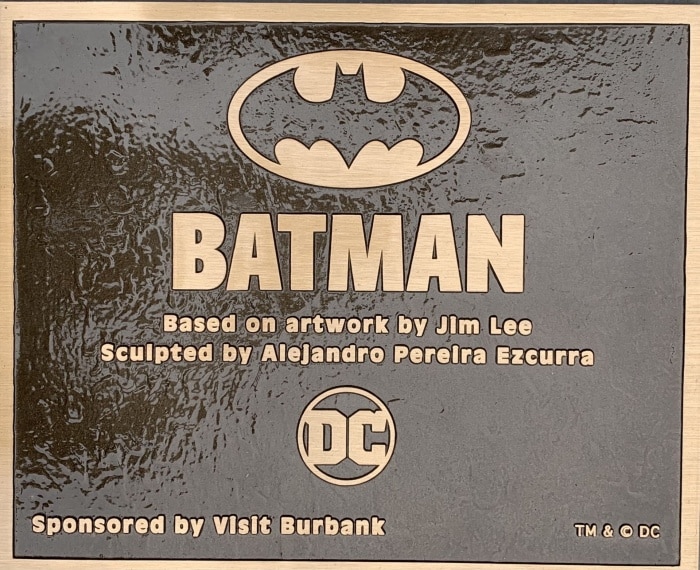 BATMAN
Based on artwork by Jim Lee
Sculpted by Alejandro Pereira Ezcurra
DC
Sponsored by Visit Burbank
TM & © DC